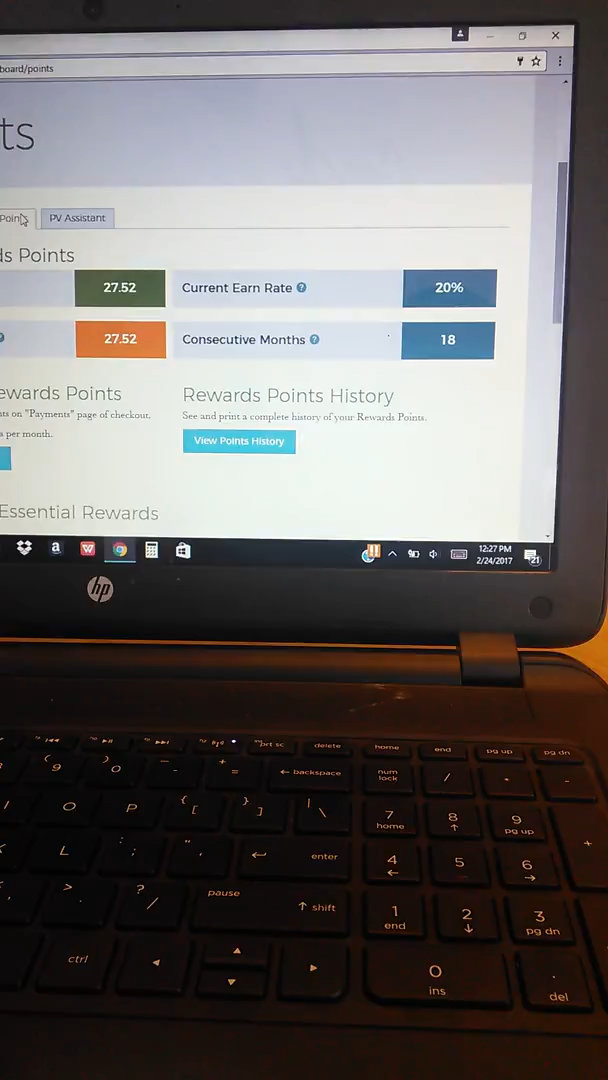 board/points
ts
Points
PV Assistant
ds Points
27.52
Current Earn Rate ?
20%
?
27.52
Consecutive Months ?
18
ewards Points
Rewards Points History
nts on "Payments" page of checkout.
See and print a complete history of your Rewards Points.
s per month.
View Points History
Essential Rewards
a
W
12:27 PM
2/24/2017
21
hp
prt sc
delete
home
end
pg up
pg dn
( 9
) 0
_ -
+ =
← backspace
num lock
/
*
-
O
P
{ [
} ]
| \
7 home
8 ↑
9 pg up
+
L
: ;
" '
↵ enter
4 ←
5
6 →
> .
? /
pause
↑ shift
1 end
2 ↓
3 pg dn
ctrl
◄
▲
▼
►
0 ins
. del